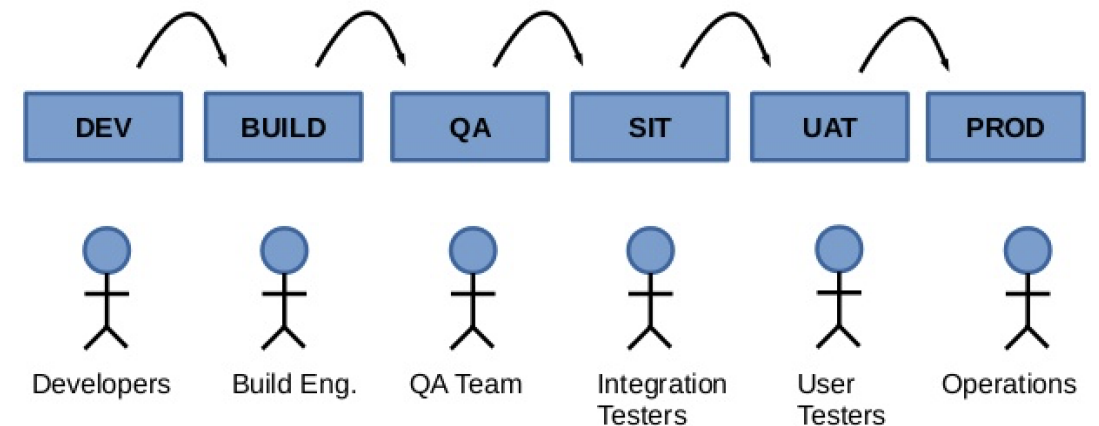 DEV
BUILD
QA
SIT
UAT
PROD
Developers
Build Eng.
QA Team
Integration
Testers
User
Testers
Operations